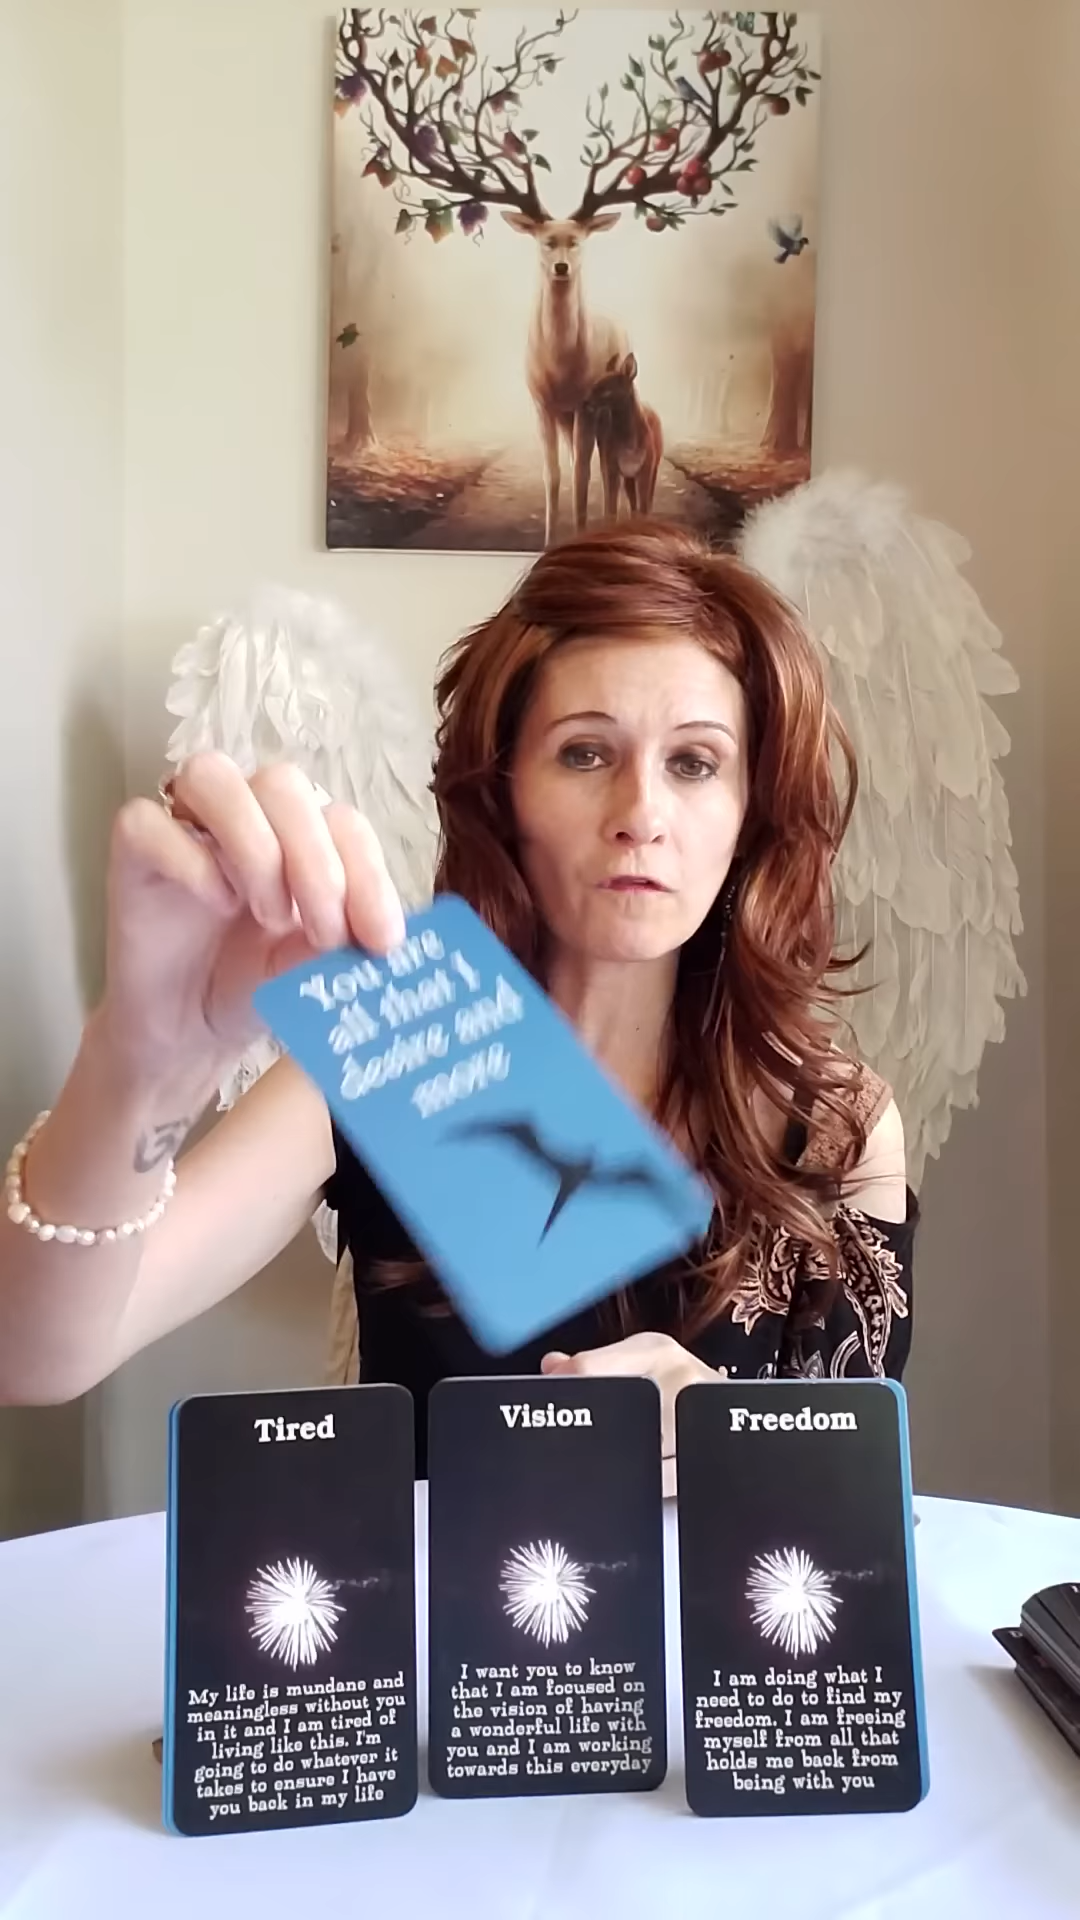 You are
all that I
desire and
more
Tired
My life is mundane and
meaningless without you
in it and I am tired of
living like this. I'm
going to do whatever it
takes to ensure I have
you back in my life
Vision
I want you to know
that I am focused on
the vision of having
a wonderful life with
you and I am working
towards this everyday
Freedom
I am doing what I
need to do to find my
freedom. I am freeing
myself from all that
holds me back from
being with you